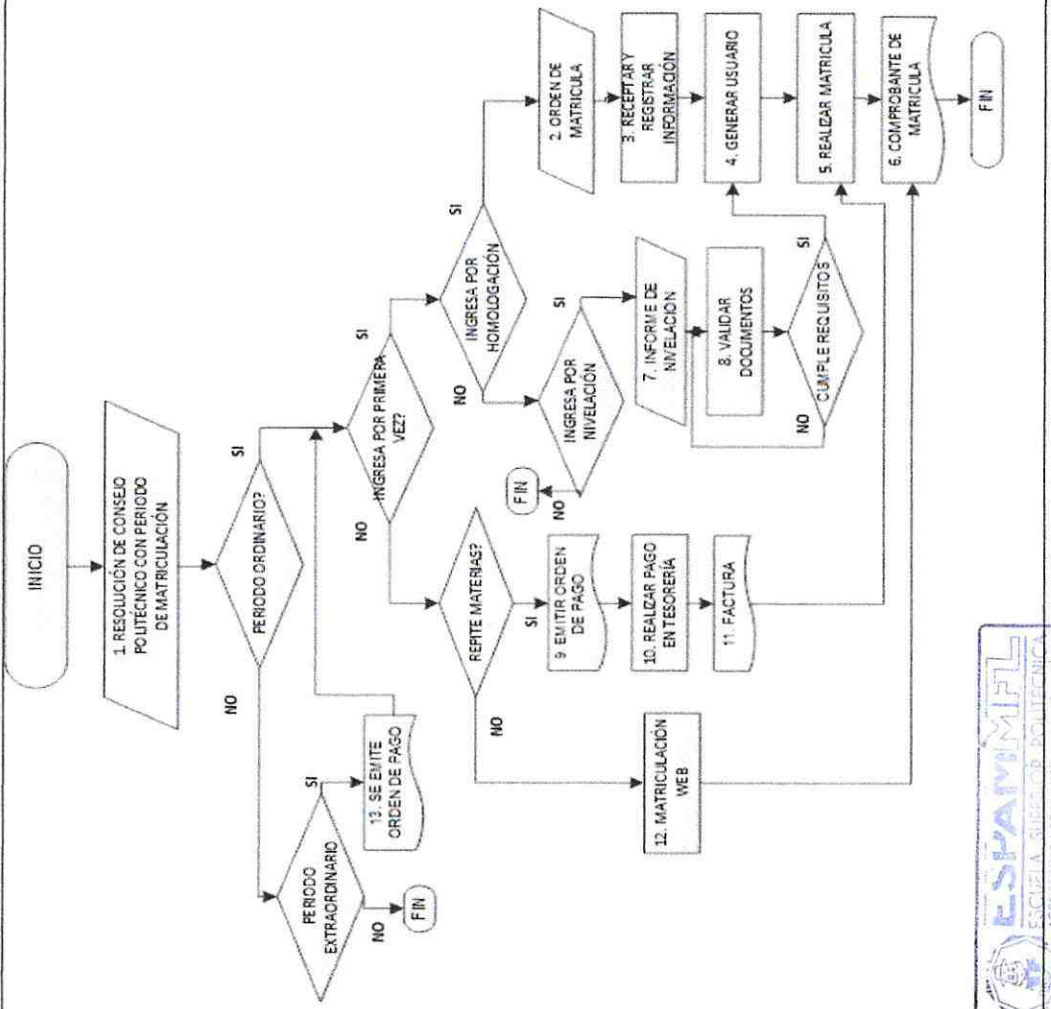 INICIO
1. RESOLUCIÓN DE CONSEJO
POLITÉCNICO CON PERIODO
DE MATRICULACIÓN
PERIODO ORDINARIO?
SI
NO
PERIODO
EXTRAORDINARIO
SI
NO
FIN
13. SE EMITE
ORDEN DE PAGO
INGRESA POR PRIMERA
VEZ?
SI
NO
INGRESA POR
HOMOLOGACIÓN
SI
NO
2. ORDEN DE
MATRICULA
3. RECEPTAR Y
REGISTRAR
INFORMACIÓN
4. GENERAR USUARIO
5. REALIZAR MATRICULA
6. COMPROBANTE DE
MATRICULA
FIN
INGRESA POR
NIVELACIÓN
SI
NO
FIN
7. INFORME DE
NIVELACIÓN
8. VALIDAR
DOCUMENTOS
CUMPLE REQUISITOS
SI
NO
REPITE MATERIAS?
SI
NO
9 EMITIR ORDEN
DE PAGO
10. REALIZAR PAGO
EN TESORERÍA
11. FACTURA
12. MATRICULACIÓN
WEB
ESPAMMFL
ESCUELA SUPERIOR POLITÉCNICA